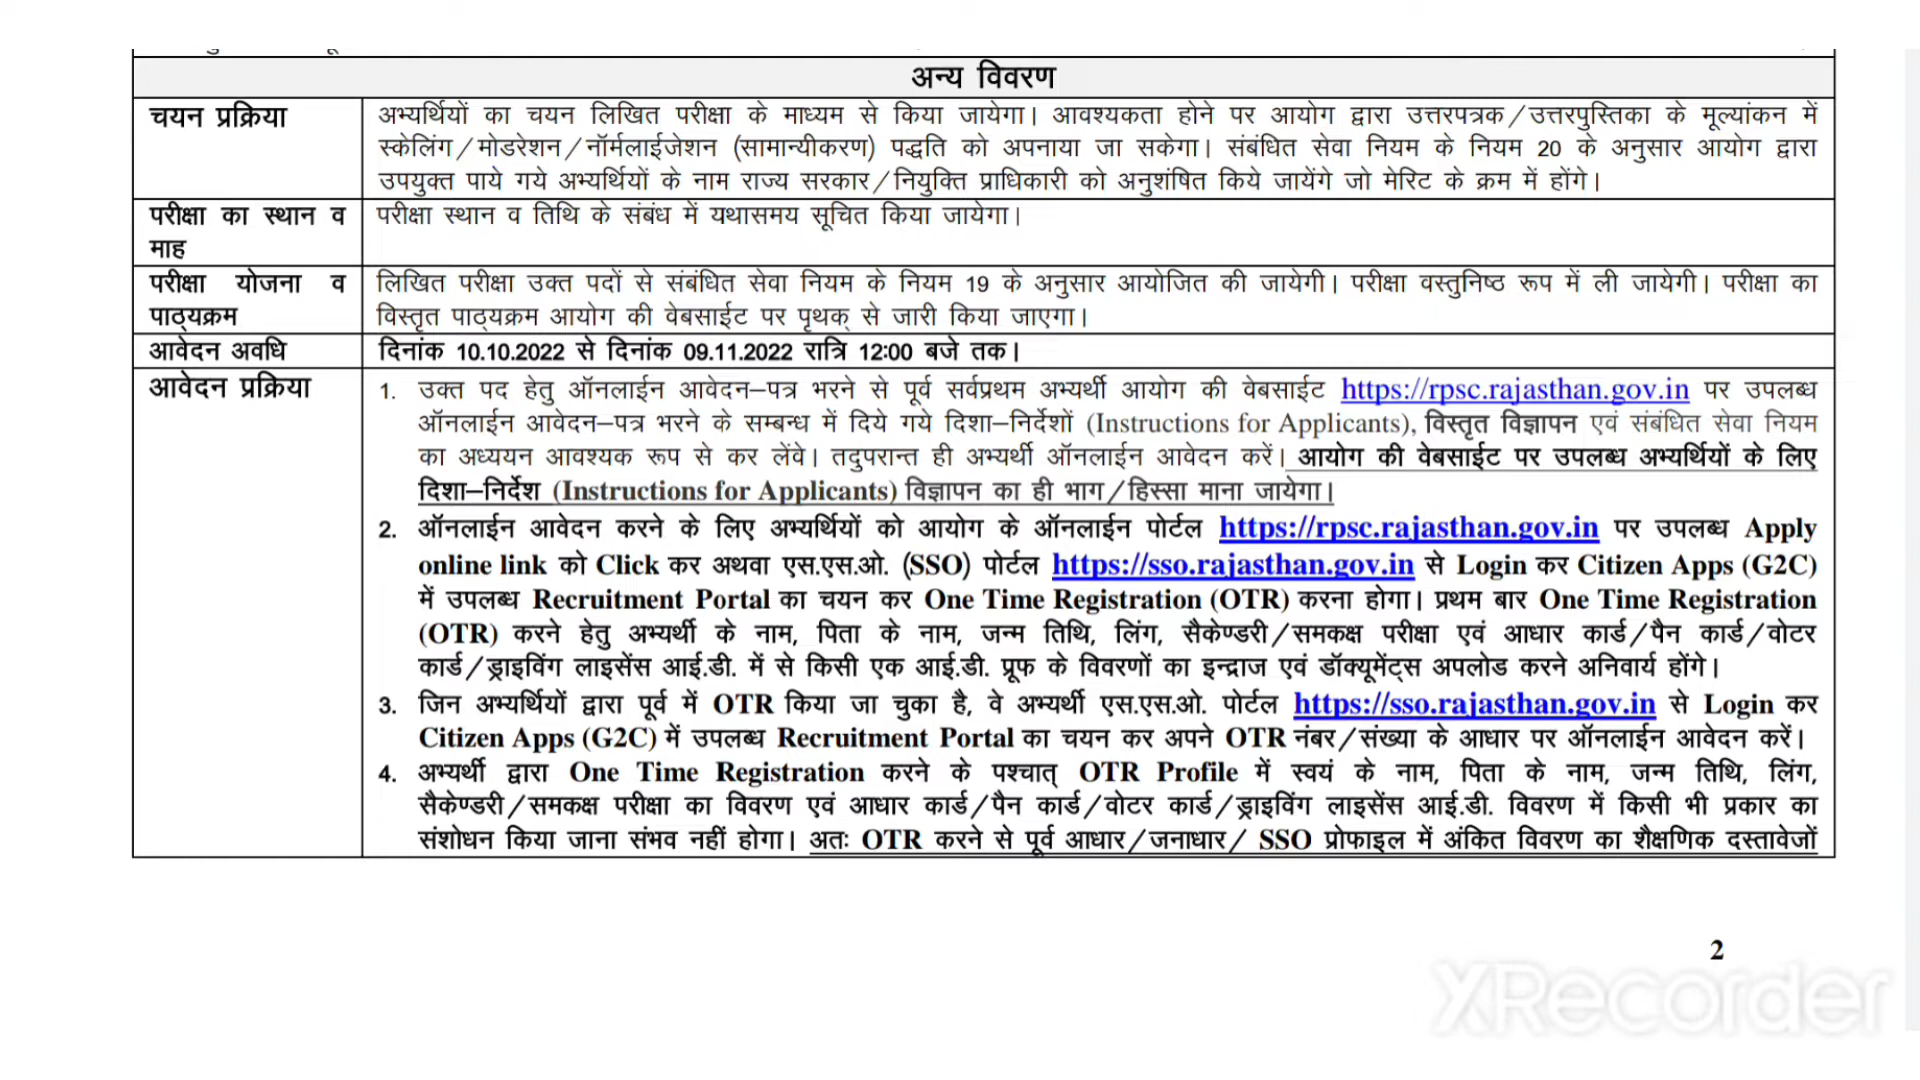 अन्य विवरण
चयन प्रक्रिया
अभ्यर्थियों का चयन लिखित परीक्षा के माध्यम से किया जायेगा। आवश्यकता होने पर आयोग द्वारा उत्तरपत्रक/उत्तरपुस्तिका के मूल्यांकन में
स्केलिंग/मोडरेशन/नॉर्मलाईजेशन (सामान्यीकरण) पद्धति को अपनाया जा सकेगा। संबंधित सेवा नियम के नियम 20 के अनुसार आयोग द्वारा
उपयुक्त पाये गये अभ्यर्थियों के नाम राज्य सरकार/नियुक्ति प्राधिकारी को अनुशंषित किये जायेंगे जो मेरिट के क्रम में होंगे।
परीक्षा का स्थान व
माह
परीक्षा स्थान व तिथि के संबंध में यथासमय सूचित किया जायेगा।
परीक्षा योजना व
पाठ्यक्रम
लिखित परीक्षा उक्त पदों से संबंधित सेवा नियम के नियम 19 के अनुसार आयोजित की जायेगी। परीक्षा वस्तुनिष्ठ रूप में ली जायेगी। परीक्षा का
विस्तृत पाठ्यक्रम आयोग की वेबसाईट पर पृथक् से जारी किया जाएगा।
आवेदन अवधि
दिनांक 10.10.2022 से दिनांक 09.11.2022 रात्रि 12:00 बजे तक।
आवेदन प्रक्रिया
1. उक्त पद हेतु ऑनलाईन आवेदन–पत्र भरने से पूर्व सर्वप्रथम अभ्यर्थी आयोग की वेबसाईट https://rpsc.rajasthan.gov.in पर उपलब्ध
ऑनलाईन आवेदन–पत्र भरने के सम्बन्ध में दिये गये दिशा–निर्देशों (Instructions for Applicants), विस्तृत विज्ञापन एवं संबंधित सेवा नियम
का अध्ययन आवश्यक रूप से कर लेंवे। तदुपरान्त ही अभ्यर्थी ऑनलाईन आवेदन करें। आयोग की वेबसाईट पर उपलब्ध अभ्यर्थियों के लिए
दिशा–निर्देश (Instructions for Applicants) विज्ञापन का ही भाग/हिस्सा माना जायेगा।
2. ऑनलाईन आवेदन करने के लिए अभ्यर्थियों को आयोग के ऑनलाईन पोर्टल https://rpsc.rajasthan.gov.in पर उपलब्ध Apply
online link को Click कर अथवा एस.एस.ओ. (SSO) पोर्टल https://sso.rajasthan.gov.in से Login कर Citizen Apps (G2C)
में उपलब्ध Recruitment Portal का चयन कर One Time Registration (OTR) करना होगा। प्रथम बार One Time Registration
(OTR) करने हेतु अभ्यर्थी के नाम, पिता के नाम, जन्म तिथि, लिंग, सैकेण्डरी/समकक्ष परीक्षा एवं आधार कार्ड/पैन कार्ड/वोटर
कार्ड/ड्राइविंग लाइसेंस आई.डी. में से किसी एक आई.डी. प्रूफ के विवरणों का इन्द्राज एवं डॉक्यूमेंट्स अपलोड करने अनिवार्य होंगे।
3. जिन अभ्यर्थियों द्वारा पूर्व में OTR किया जा चुका है, वे अभ्यर्थी एस.एस.ओ. पोर्टल https://sso.rajasthan.gov.in से Login कर
Citizen Apps (G2C) में उपलब्ध Recruitment Portal का चयन कर अपने OTR नंबर/संख्या के आधार पर ऑनलाईन आवेदन करें।
4. अभ्यर्थी द्वारा One Time Registration करने के पश्चात् OTR Profile में स्वयं के नाम, पिता के नाम, जन्म तिथि, लिंग,
सैकेण्डरी/समकक्ष परीक्षा का विवरण एवं आधार कार्ड/पैन कार्ड/वोटर कार्ड/ड्राइविंग लाइसेंस आई.डी. विवरण में किसी भी प्रकार का
संशोधन किया जाना संभव नहीं होगा। अतः OTR करने से पूर्व आधार/जनाधार/ SSO प्रोफाइल में अंकित विवरण का शैक्षणिक दस्तावेजों
2
XRecorder